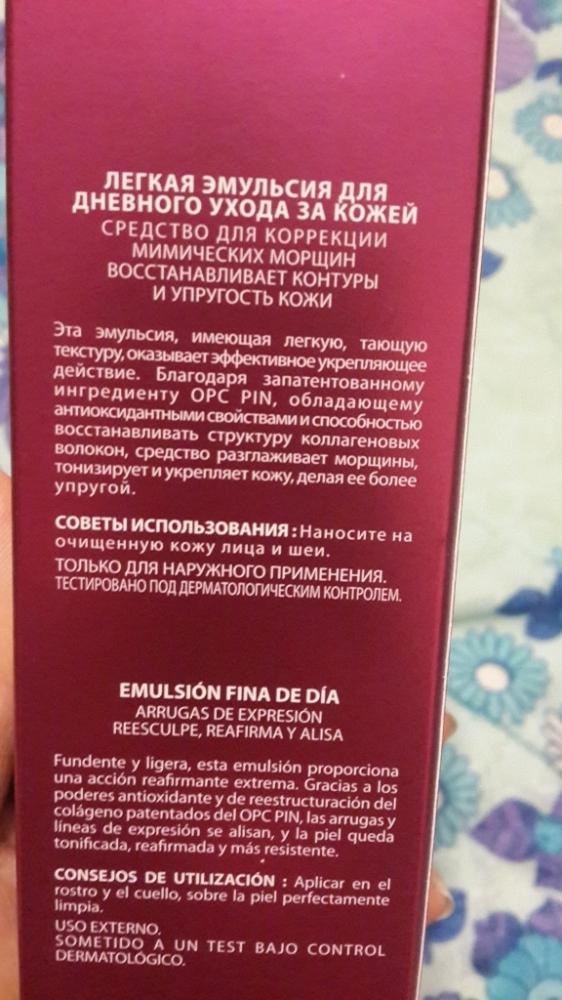 ЛЕГКАЯ ЭМУЛЬСИЯ ДЛЯ
ДНЕВНОГО УХОДА ЗА КОЖЕЙ
СРЕДСТВО ДЛЯ КОРРЕКЦИИ
МИМИЧЕСКИХ МОРЩИН
ВОССТАНАВЛИВАЕТ КОНТУРЫ
И УПРУГОСТЬ КОЖИ
Эта эмульсия, имеющая легкую, тающую
текстуру, оказывает эффективное укрепляющее
действие. Благодаря запатентованному
ингредиенту OPC PIN, обладающему
антиоксидантными свойствами и способностью
восстанавливать структуру коллагеновых
волокон, средство разглаживает морщины,
тонизирует и укрепляет кожу, делая ее более
упругой.
СОВЕТЫ ИСПОЛЬЗОВАНИЯ : Наносите на
очищенную кожу лица и шеи.
ТОЛЬКО ДЛЯ НАРУЖНОГО ПРИМЕНЕНИЯ.
ТЕСТИРОВАНО ПОД ДЕРМАТОЛОГИЧЕСКИМ КОНТРОЛЕМ.
EMULSIÓN FINA DE DÍA
ARRUGAS DE EXPRESIÓN
REESCULPE, REAFIRMA Y ALISA
Fundente y ligera, esta emulsión proporciona
una acción reafirmante extrema. Gracias a los
poderes antioxidante y de reestructuración del
colágeno patentados del OPC PIN, las arrugas y
líneas de expresión se alisan, y la piel queda
tonificada, reafirmada y más resistente.
CONSEJOS DE UTILIZACIÓN : Aplicar en el
rostro y el cuello, sobre la piel perfectamente
limpia.
USO EXTERNO.
SOMETIDO A UN TEST BAJO CONTROL
DERMATOLÓGICO.